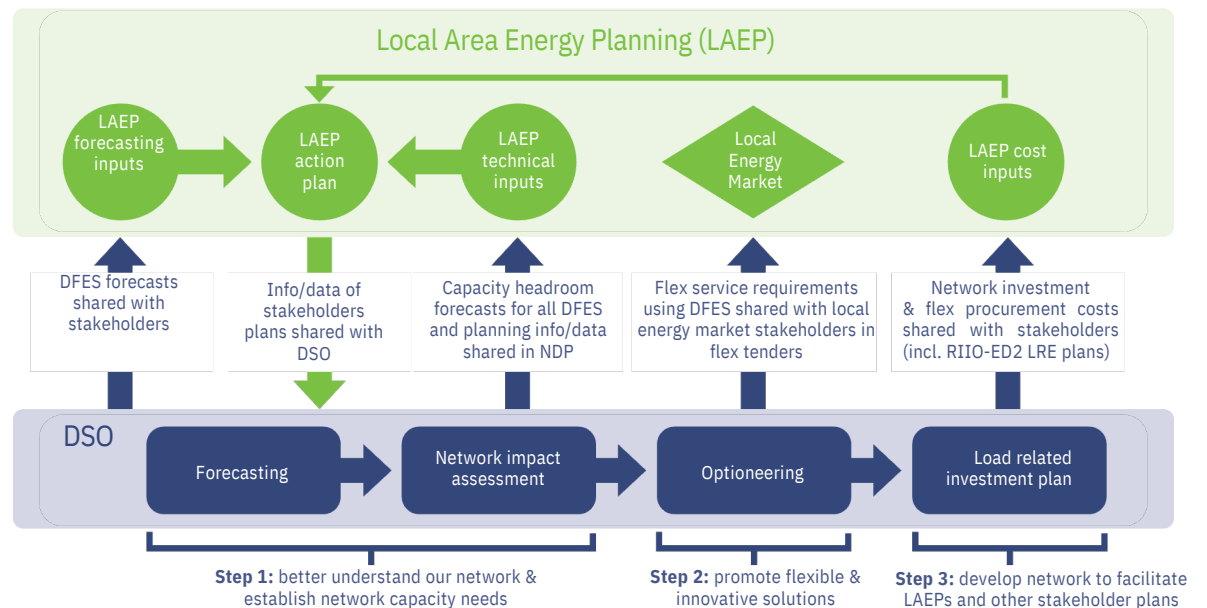 Local Area Energy Planning (LAEP)
LAEP
forecasting
inputs
LAEP
action
plan
LAEP
technical
inputs
Local
Energy
Market
LAEP cost
inputs
DFES forecasts
shared with
stakeholders
Info/data of
stakeholders
plans shared with
DSO
Capacity headroom
forecasts for all DFES
and planning info/data
shared in NDP
Flex service requirements
using DFES shared with local
energy market stakeholders in
flex tenders
Network investment
& flex procurement costs
shared with stakeholders
(incl. RIIO-ED2 LRE plans)
DSO
Forecasting
Network impact
assessment
Optioneering
Load related
investment plan
Step 1: better understand our network &
establish network capacity needs
Step 2: promote flexible &
innovative solutions
Step 3: develop network to facilitate
LAEPs and other stakeholder plans